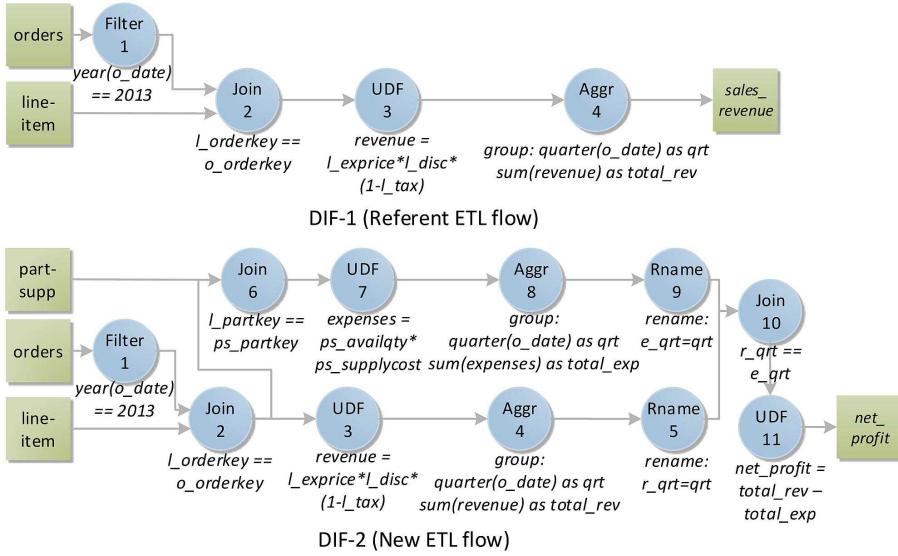 orders
Filter
1
year(o_date)
== 2013
line-
item
Join
2
l_orderkey ==
o_orderkey
UDF
3
revenue =
l_exprice*l_disc*
(1-l_tax)
Aggr
4
group: quarter(o_date) as qrt
sum(revenue) as total_rev
sales_
revenue
DIF-1 (Referent ETL flow)
part-
supp
Join
6
l_partkey ==
ps_partkey
UDF
7
expenses =
ps_availqty*
ps_supplycost
Aggr
8
group:
quarter(o_date) as qrt
sum(expenses) as total_exp
Rname
9
rename:
e_qrt=qrt
Join
10
r_qrt ==
e_qrt
orders
Filter
1
year(o_date)
== 2013
line-
item
Join
2
l_orderkey ==
o_orderkey
UDF
3
revenue =
l_exprice*l_disc*
(1-l_tax)
Aggr
4
group:
quarter(o_date) as qrt
sum(revenue) as total_rev
Rname
5
rename:
r_qrt=qrt
UDF
11
net_profit =
total_rev –
total_exp
net_
profit
DIF-2 (New ETL flow)